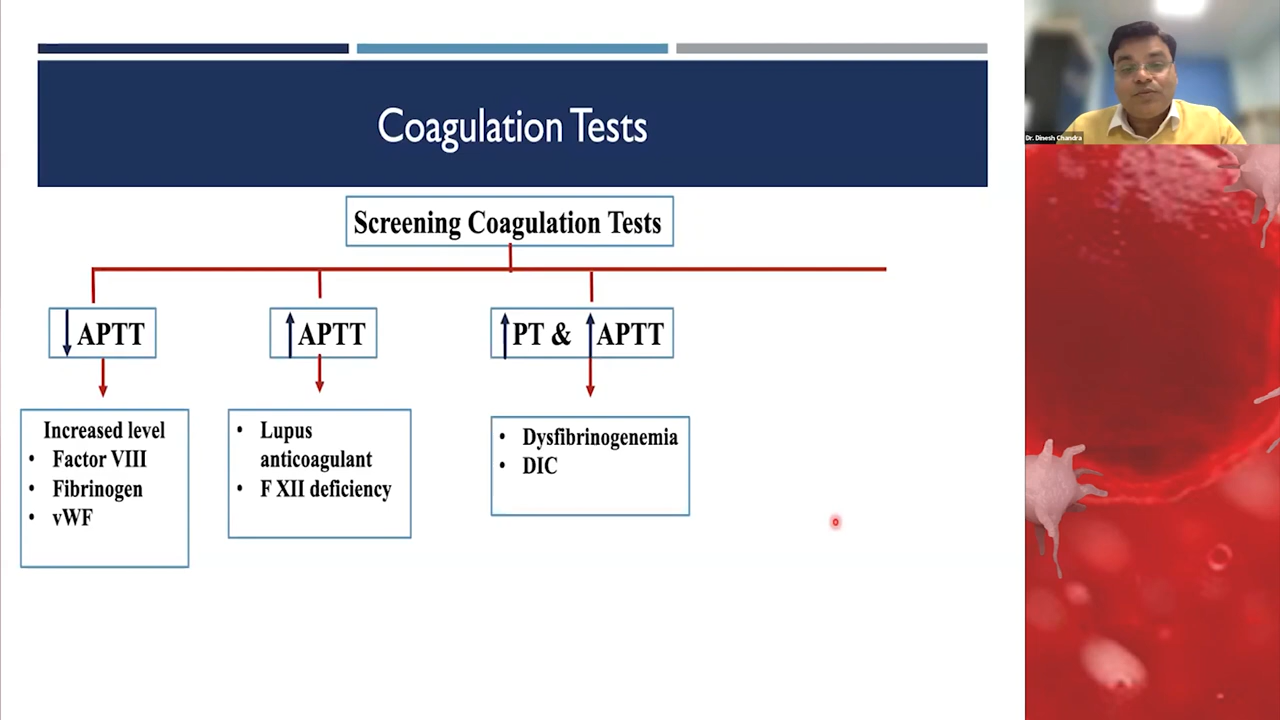 Coagulation Tests
Dr. Dinesh Chandra
Screening Coagulation Tests
↓ APTT
↑ APTT
↑ PT & ↑ APTT
Increased level
• Factor VIII
• Fibrinogen
• vWF
• Lupus
anticoagulant
• F XII deficiency
• Dysfibrinogenemia
• DIC